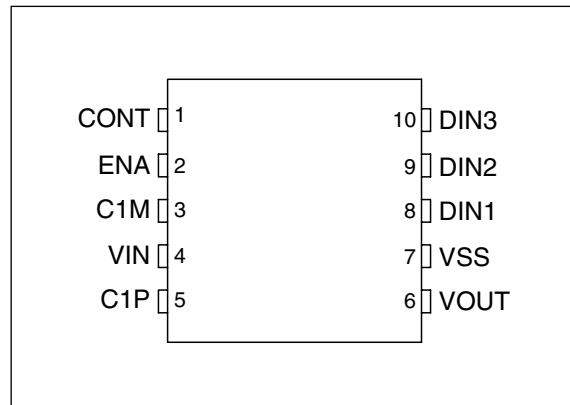 CONT 1 10 DIN3
ENA 2 9 DIN2
C1M 3 8 DIN1
VIN 4 7 VSS
C1P 5 6 VOUT